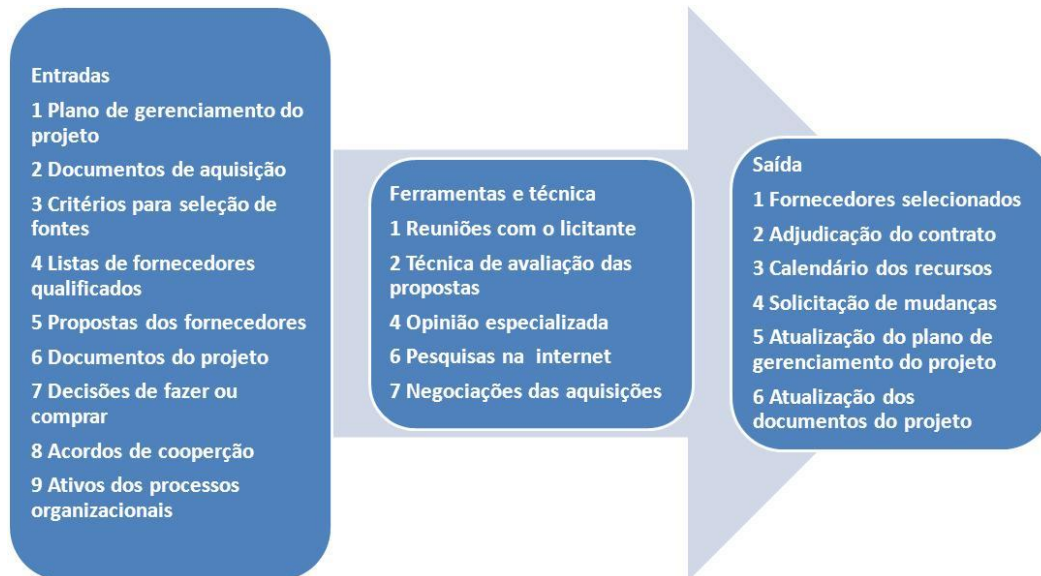 Entradas
1 Plano de gerenciamento do
projeto
2 Documentos de aquisição
3 Critérios para seleção de
fontes
4 Listas de fornecedores
qualificados
5 Propostas dos fornecedores
6 Documentos do projeto
7 Decisões de fazer ou
comprar
8 Acordos de cooperção
9 Ativos dos processos
organizacionais
Ferramentas e técnica
1 Reuniões com o licitante
2 Técnica de avaliação das
propostas
4 Opinião especializada
6 Pesquisas na internet
7 Negociações das aquisições
Saída
1 Fornecedores selecionados
2 Adjudicação do contrato
3 Calendário dos recursos
4 Solicitação de mudanças
5 Atualização do plano de
gerenciamento do projeto
6 Atualização dos
documentos do projeto